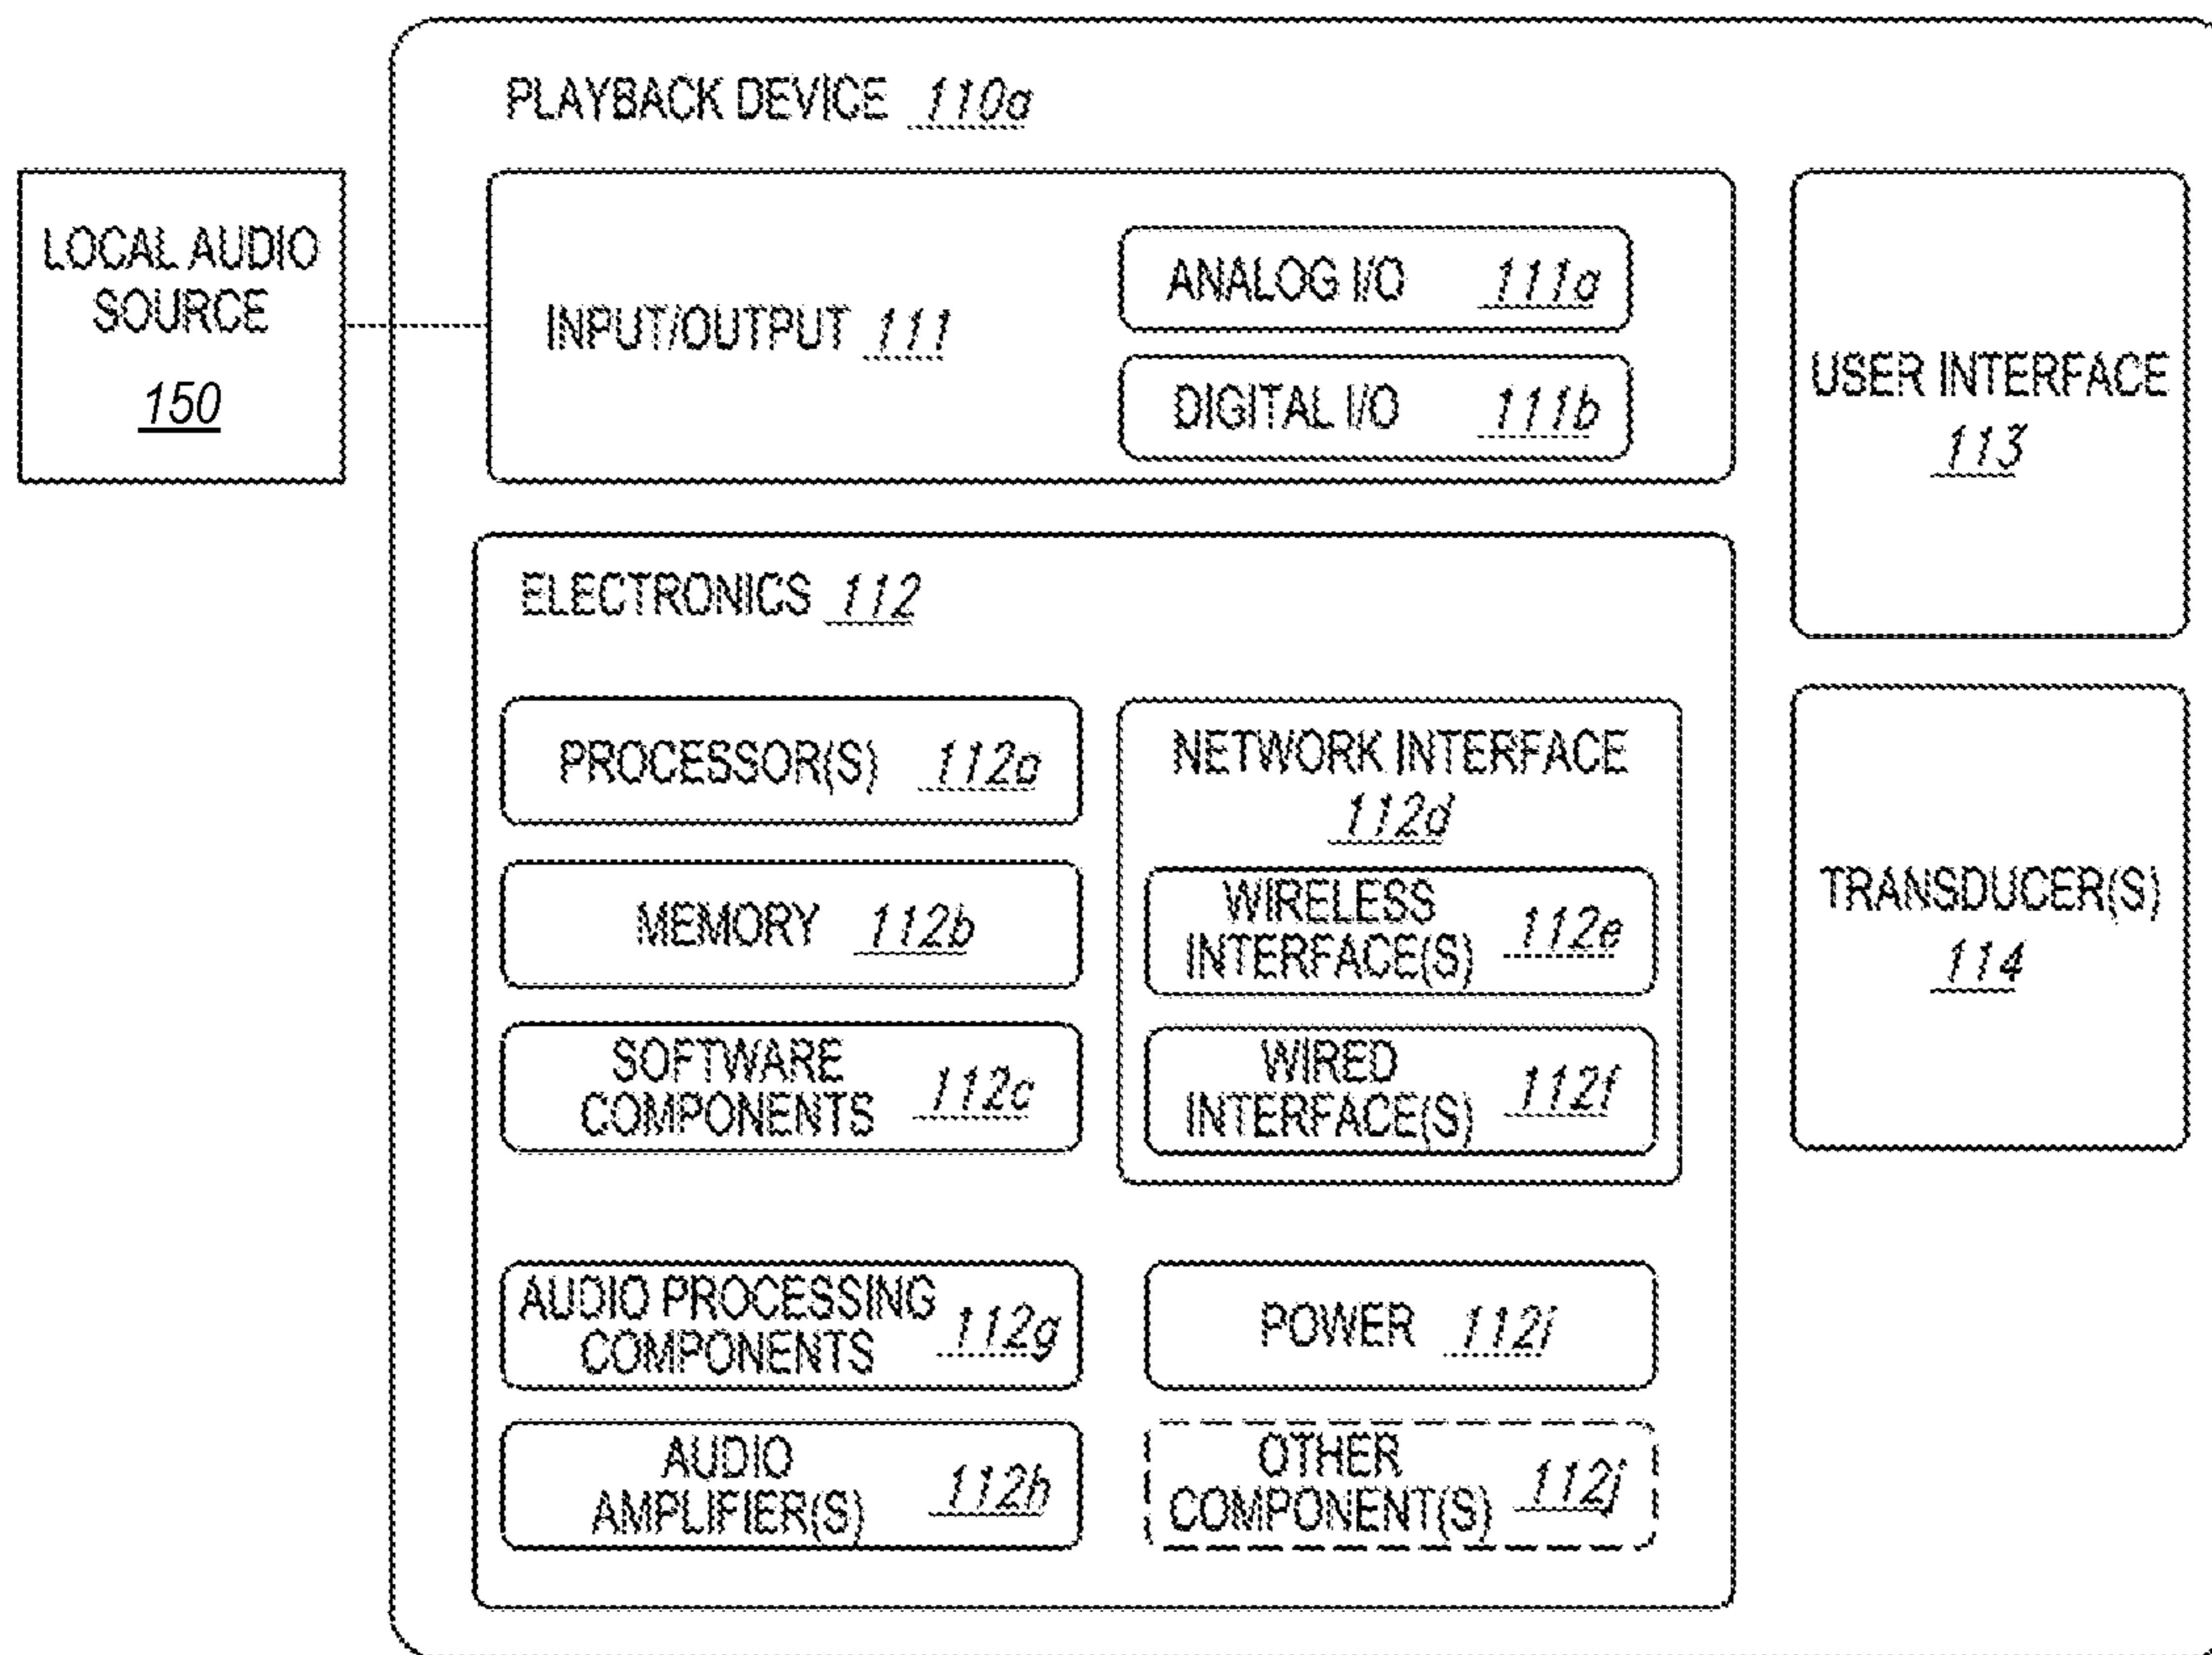 PLAYBACK DEVICE 110a
LOCAL AUDIO
SOURCE
150
INPUT/OUTPUT 111
ANALOG I/O 111a
DIGITAL I/O 111b
USER INTERFACE
113
ELECTRONICS 112
PROCESSOR(S) 112a
MEMORY 112b
SOFTWARE
COMPONENTS 112c
NETWORK INTERFACE
112d
WIRELESS
INTERFACE(S) 112e
WIRED
INTERFACE(S) 112f
TRANSDUCER(S)
114
AUDIO PROCESSING
COMPONENTS 112g
POWER 112i
AUDIO
AMPLIFIER(S) 112h
OTHER
COMPONENT(S) 112j